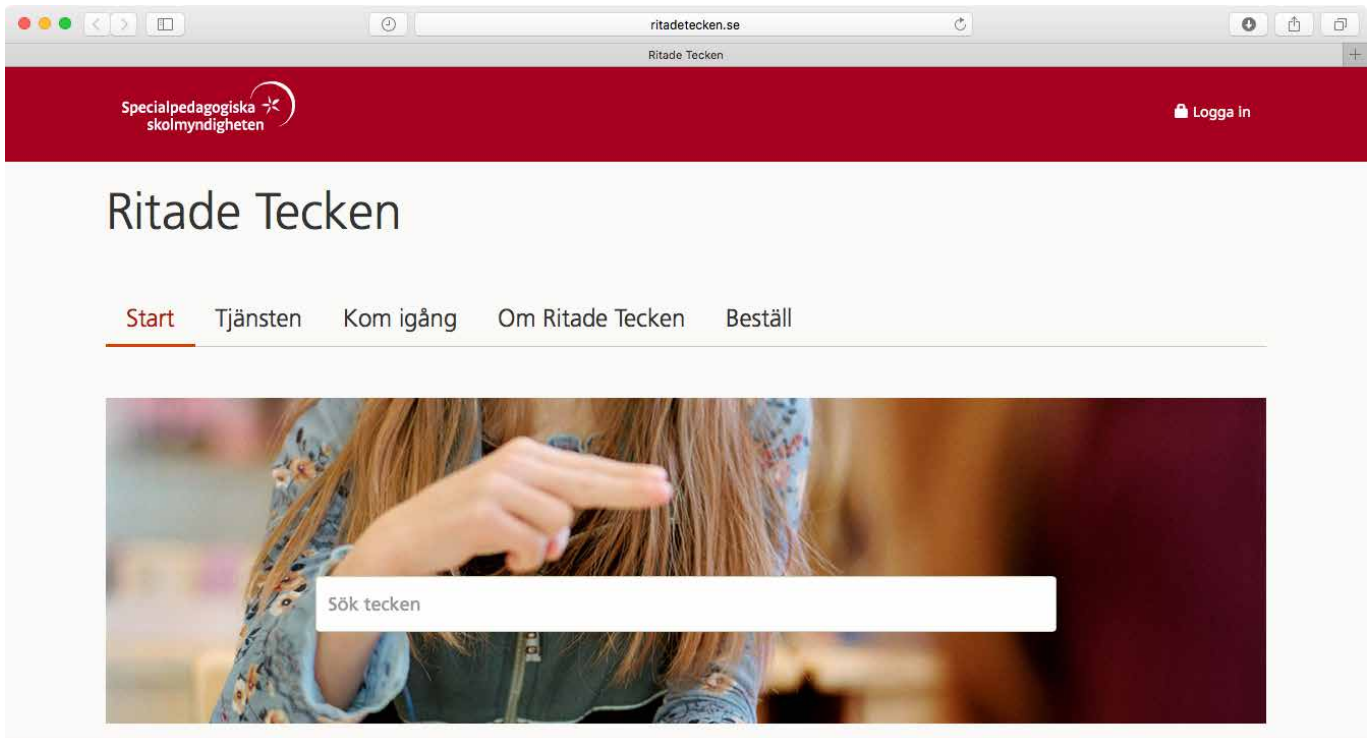 ritadetecken.se
Ritade Tecken
Specialpedagogiska
skolmyndigheten
Logga in
Ritade Tecken
Start Tjänsten Kom igång Om Ritade Tecken Beställ
Sök tecken